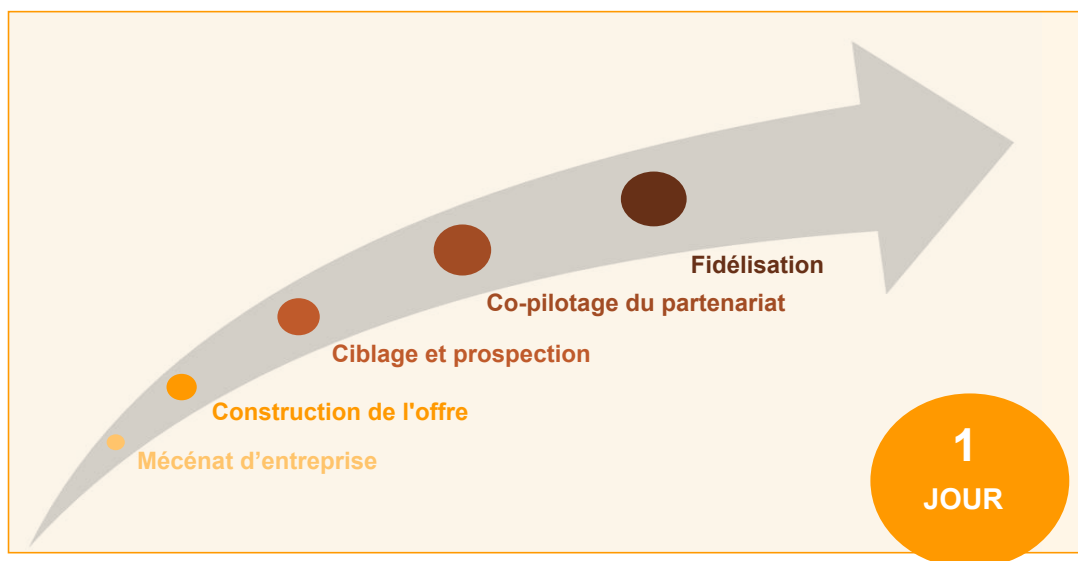 Fidélisation
Co-pilotage du partenariat
Ciblage et prospection
Construction de l'offre
Mécénat d’entreprise
1
JOUR